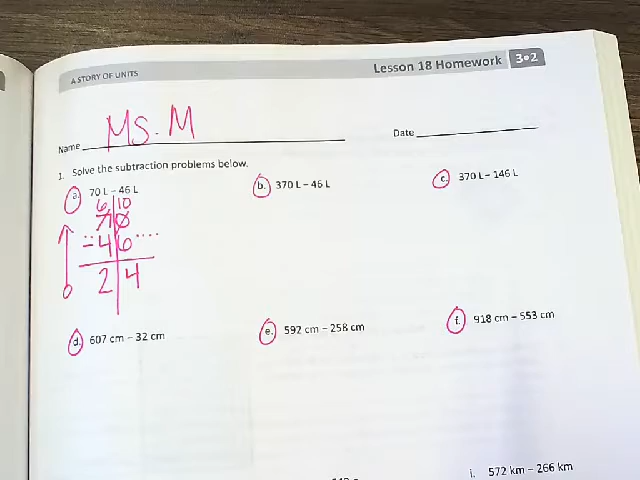 A STORY OF UNITS
Lesson 18 Homework 3•2
Name MS. M Date
1. Solve the subtraction problems below.
a. 70 L – 46 L
b. 370 L – 46 L
c. 370 L – 146 L
6 10
7 0
– 4 6
2 4
d. 607 cm – 32 cm
e. 592 cm – 258 cm
f. 918 cm – 553 cm
i. 572 km – 266 km